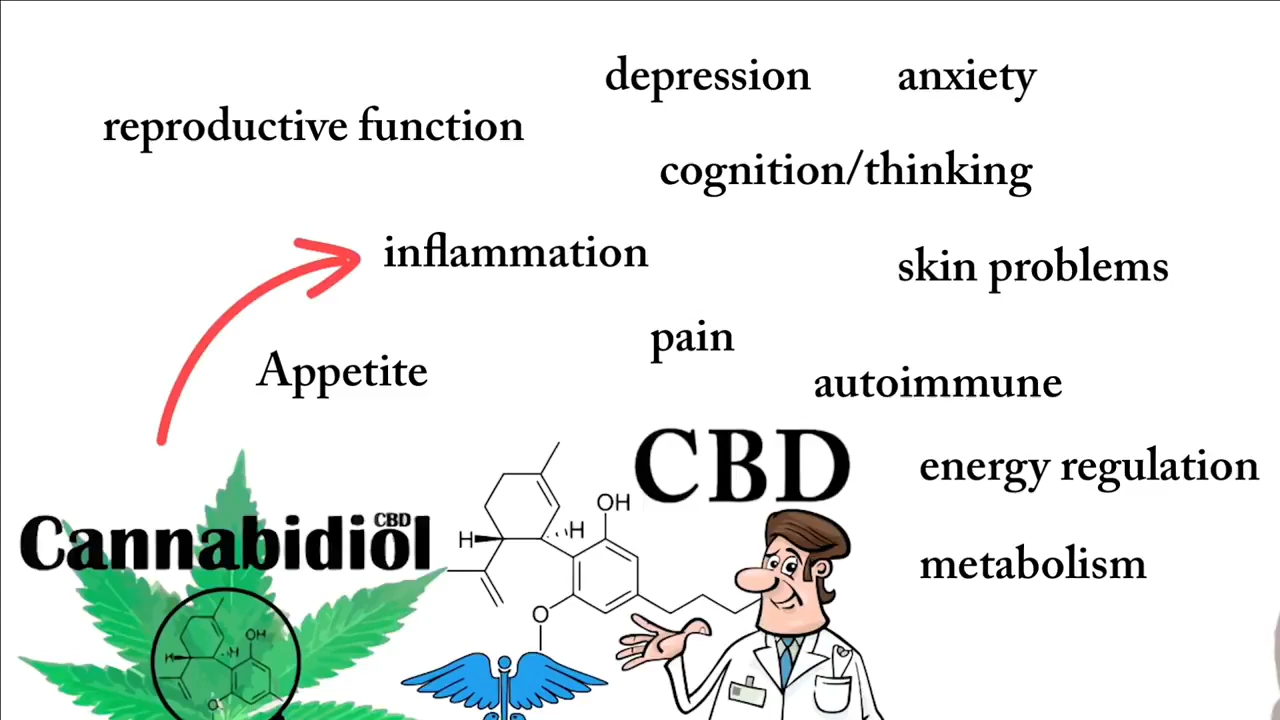 depression anxiety
reproductive function
cognition/thinking
inflammation
skin problems
pain
Appetite
autoimmune
CBD
energy regulation
OH
CBD
Cannabidiol
H
H
metabolism
O
OH
H
H
O